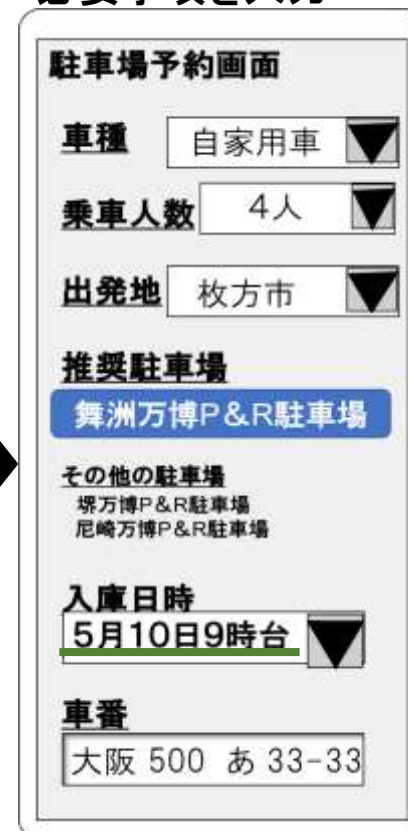 駐車場予約画面
車種 自家用車
乗車人数 4人
出発地 枚方市
推奨駐車場
舞洲万博P&R駐車場
その他の駐車場
堺万博P&R駐車場
尼崎万博P&R駐車場
入庫日時
5月10日9時台
車番
大阪 500 あ 33-33